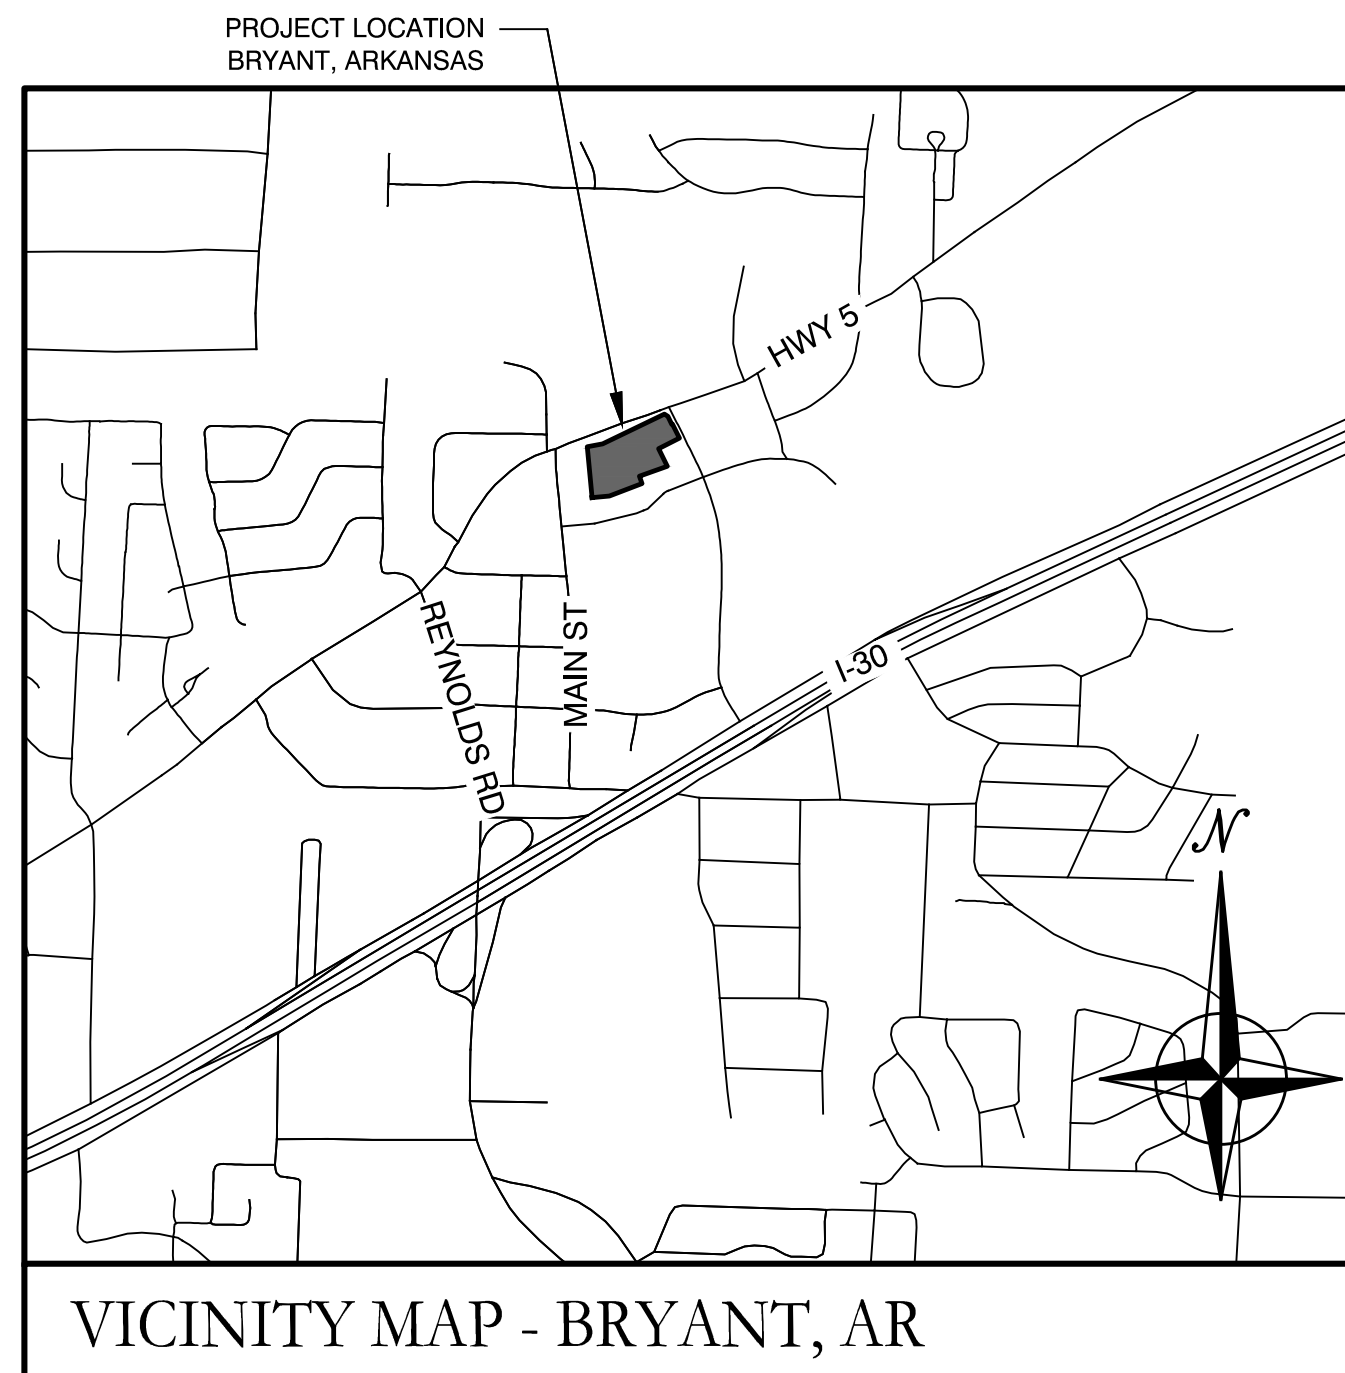 PROJECT LOCATION
BRYANT, ARKANSAS
HWY 5
REYNOLDS RD
MAIN ST
I-30
N
VICINITY MAP - BRYANT, AR